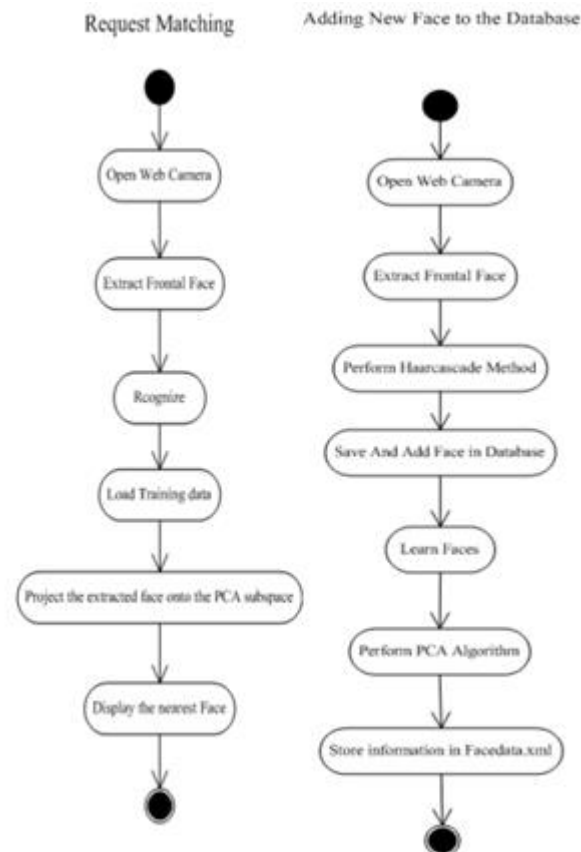 Request Matching
Open Web Camera
Extract Frontal Face
Rcognize
Load Training data
Project the extracted face onto the PCA subspace
Display the nearest Face
Adding New Face to the Database
Open Web Camera
Extract Frontal Face
Perform Haarcascade Method
Save And Add Face in Database
Learn Faces
Perform PCA Algorithm
Store information in Facedata.xml